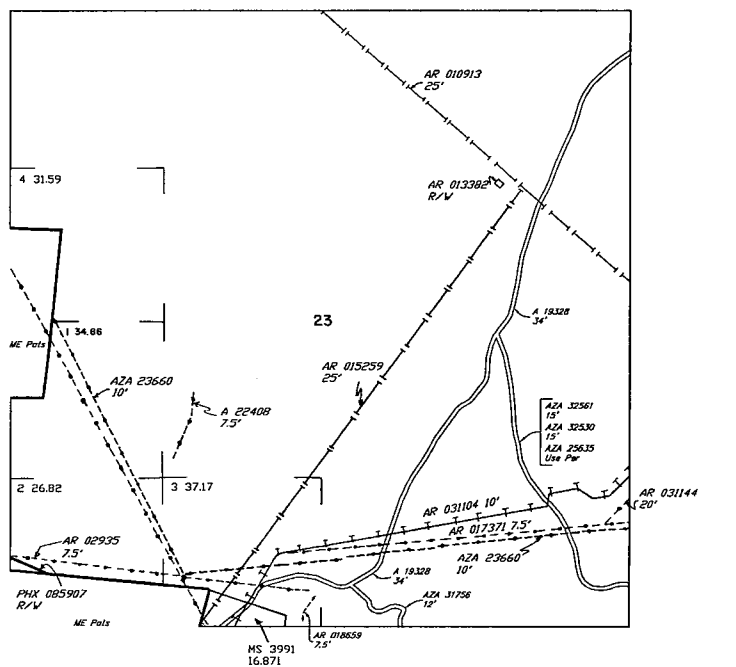 AR 010913
25'
4 31.59
AR 013382
R/W
23
1 34.86
ME Pats
A 19328
34'
AR 015259
25'
AZA 23660
10'
A 22408
7.5'
AZA 32561
15'
AZA 32530
15'
AZA 25635
Use Per
2 26.82
3 37.17
AR 031104 10'
AR 031144
20'
AR 017371 7.5'
AZA 23660
10'
AR 02935
7.5'
A 19328
34'
PHX 085907
R/W
AZA 31756
12'
ME Pats
AR 018659
7.5'
MS 3991
16.871